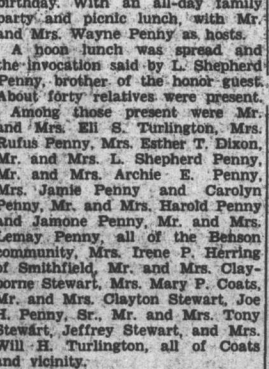 birthday. With an all-day family
party and picnic lunch, with Mr.
and Mrs. Wayne Penny as hosts.
A noon lunch was spread and
the invocation said by L. Shepherd
Penny, brother of the honor guest.
About forty relatives were present.
Among those present were Mr.
and Mrs. Eli S. Turlington, Mrs.
Rufus Penny, Mrs. Esther T. Dixon,
Mr. and Mrs. L. Shepherd Penny,
Mr. and Mrs. Archie E. Penny,
Mrs. Jamie Penny and Carolyn
Penny, Mr. and Mrs. Harold Penny
and Jamone Penny, Mr. and Mrs.
Lemay Penny, all of the Benson
community, Mrs. Irene P. Herring
of Smithfield, Mr. and Mrs. Clay-
borne Stewart, Mrs. Mary P. Coats,
Mr. and Mrs. Clayton Stewart, Joe
H. Penny, Sr., Mr. and Mrs. Tony
Stewart, Jeffrey Stewart, and Mrs.
Will H. Turlington, all of Coats
and vicinity.